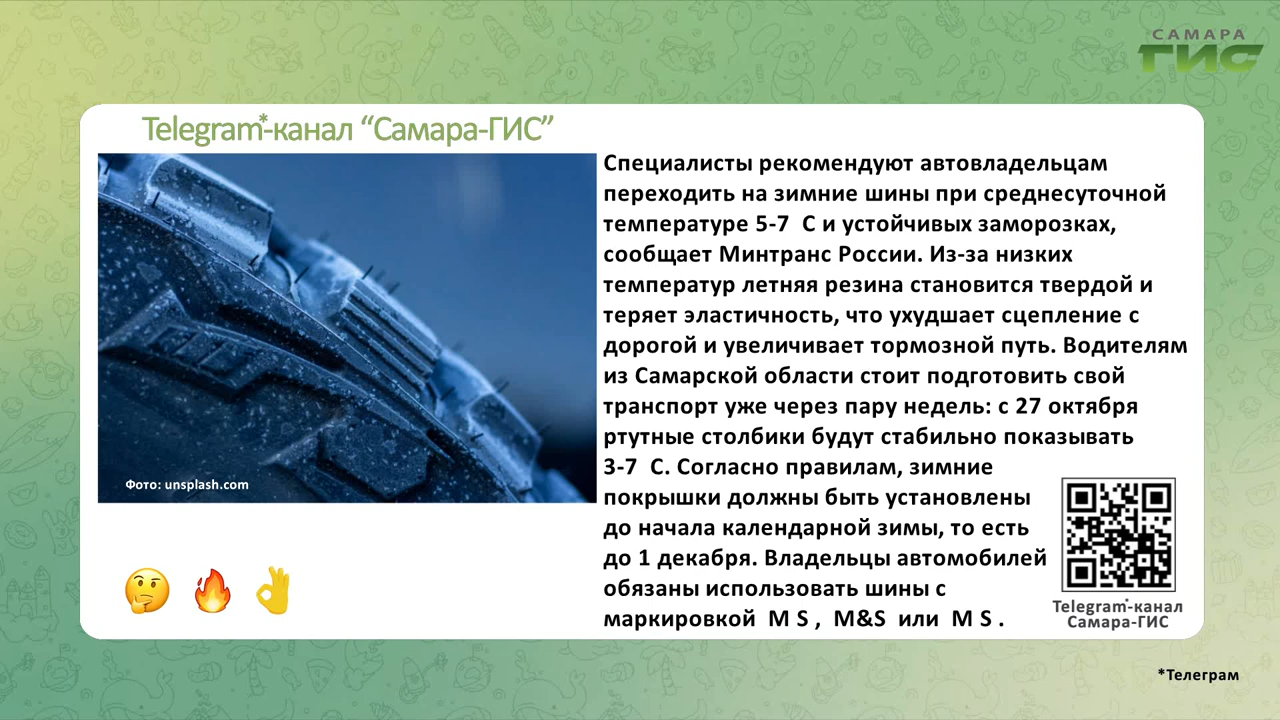 САМАРА
ГИС
Telegram*-канал “Самара-ГИС”
Специалисты рекомендуют автовладельцам
переходить на зимние шины при среднесуточной
температуре 5-7  С и устойчивых заморозках,
сообщает Минтранс России. Из-за низких
температур летняя резина становится твердой и
теряет эластичность, что ухудшает сцепление с
дорогой и увеличивает тормозной путь. Водителям
из Самарской области стоит подготовить свой
транспорт уже через пару недель: с 27 октября
ртутные столбики будут стабильно показывать
3-7  С. Согласно правилам, зимние
покрышки должны быть установлены
до начала календарной зимы, то есть
до 1 декабря. Владельцы автомобилей
обязаны использовать шины с
маркировкой  M S ,  M&S  или  M S .
Фото: unsplash.com
Telegram*-канал
Самара-ГИС
*Телеграм